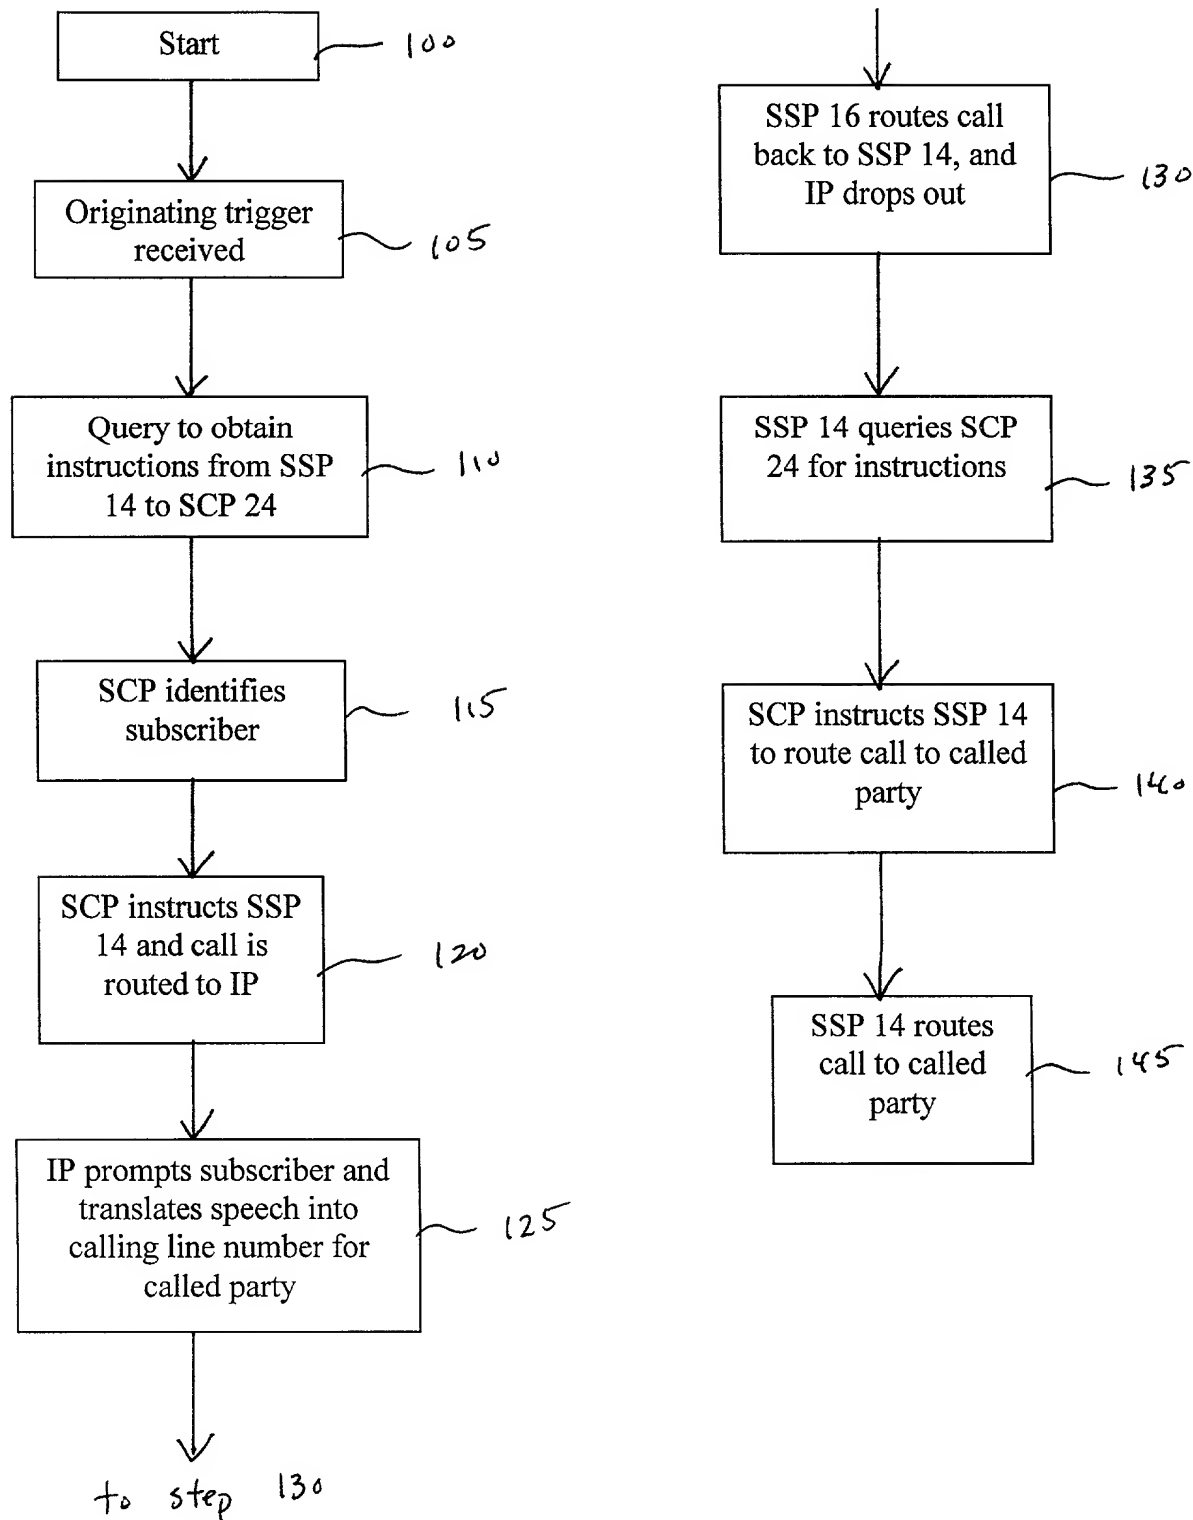 Start
100
Originating trigger
received
105
Query to obtain
instructions from SSP
14 to SCP 24
110
SCP identifies
subscriber
115
SCP instructs SSP
14 and call is
routed to IP
120
IP prompts subscriber and
translates speech into
calling line number for
called party
125
to step 130
SSP 16 routes call
back to SSP 14, and
IP drops out
130
SSP 14 queries SCP
24 for instructions
135
SCP instructs SSP 14
to route call to called
party
140
SSP 14 routes
call to called
party
145